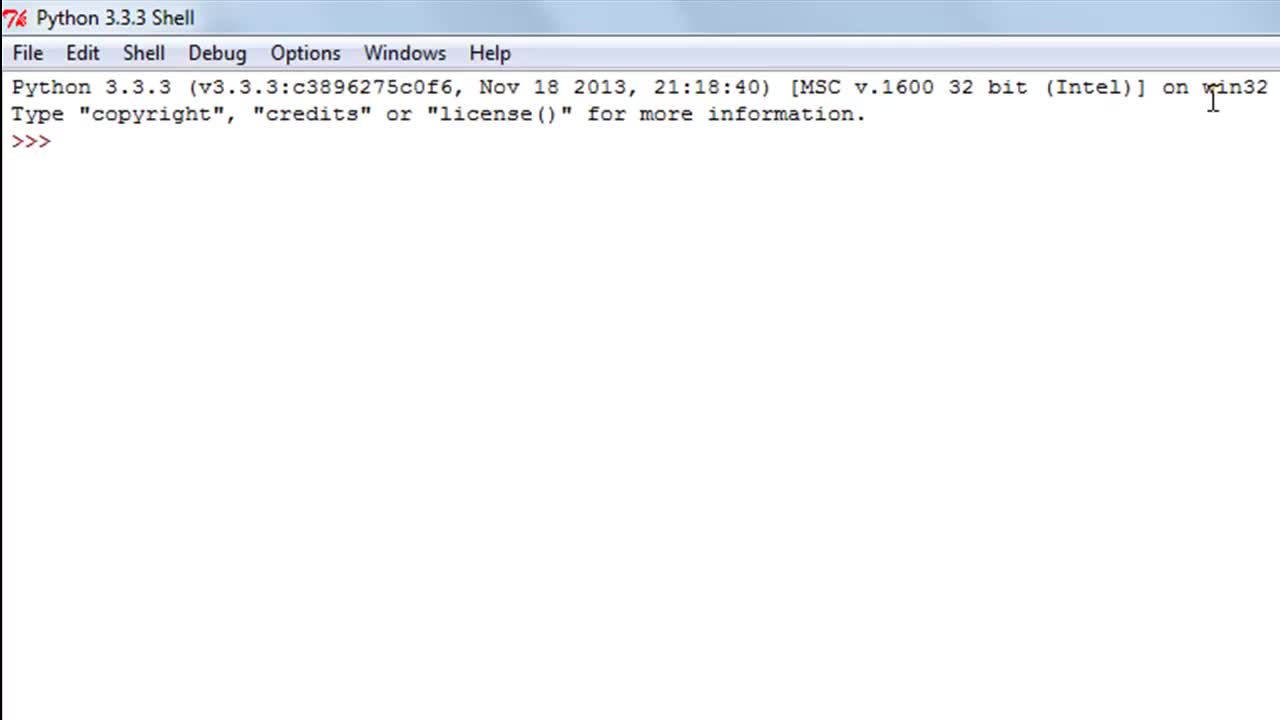 Python 3.3.3 Shell
File Edit Shell Debug Options Windows Help
Python 3.3.3 (v3.3.3:c3896275c0f6, Nov 18 2013, 21:18:40) [MSC v.1600 32 bit (Intel)] on win32
Type "copyright", "credits" or "license()" for more information.
>>>